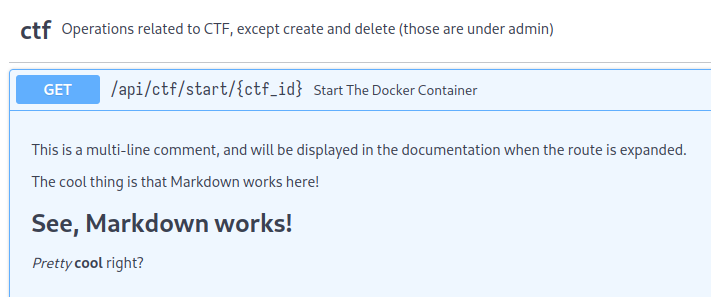 ctf Operations related to CTF, except create and delete (those are under admin)
GET /api/ctf/start/{ctf_id} Start The Docker Container
This is a multi-line comment, and will be displayed in the documentation when the route is expanded.
The cool thing is that Markdown works here!
See, Markdown works!
Pretty cool right?